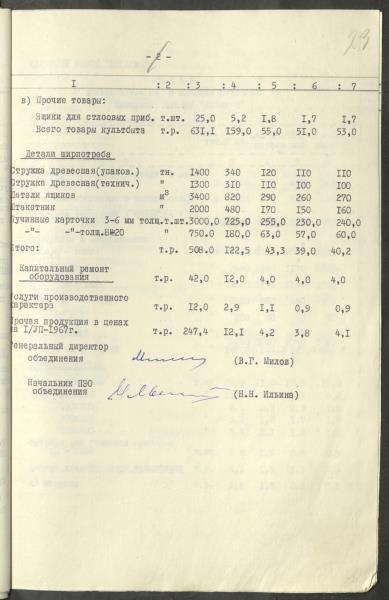 23
- 2 -
I : 2 : 3 : 4 : 5 : 6 : 7
в) Прочие товары:
Ящики для стлоовых приб. т.шт. 25,0 5,2 I,8 I,7 I,7
Всего товары культбыта т.р. 63I,I I59,0 55,0 5I,0 53,0
Детали ширпотреба
Стружка древесная(упаков.) тн. I400 340 I20 II0 II0
Стружка древесная(технич.) " I300 3I0 II0 I00 I00
Детали ящиков м3 3400 820 290 260 270
Штакетник " 2000 480 I70 I50 I60
Пучинные карточки 3-6 мм толщ.т.шт.3000,0 725,0 255,0 230,0 240,0
-"- -"-толщ.8-20 " 750.0 I80,0 63,0 57,0 60,0
Итого: т.р. 508.0 I22,5 43,3 39,0 40,2
Капитальный ремонт
оборудования т.р. 42,0 I2,0 4,0 4,0 4,0
Услуги производственного
характера т.р. I2,0 2,9 I,I 0,9 0,9
Прочая продукция в ценах
на I/УП-I967г. т.р. 247,4 I2,I 4,2 3,8 4,I
Генеральный директор
объединения (В.Г. Милов)
Начальник ПЭО
объединения (Н.Н. Ильина)